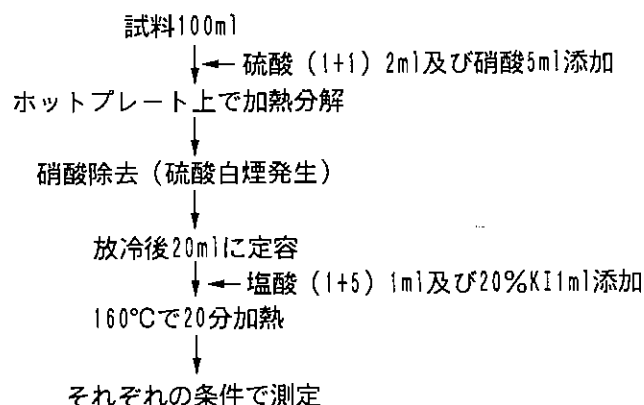 試料100ml
硫酸（1+1）2ml及び硝酸5ml添加
ホットプレート上で加熱分解
硝酸除去（硫酸白煙発生）
放冷後20mlに定容
塩酸（1+5）1ml及び20%KI1ml添加
160℃で20分加熱
それぞれの条件で測定